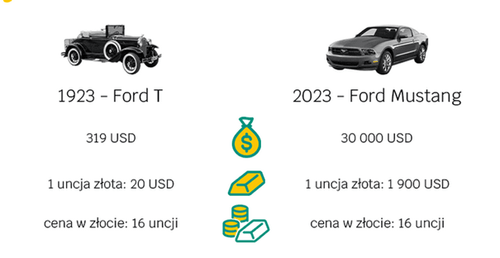 1923 - Ford T
2023 - Ford Mustang
319 USD
$
30 000 USD
1 uncja złota: 20 USD
1 uncja złota: 1 900 USD
cena w złocie: 16 uncji
cena w złocie: 16 uncji